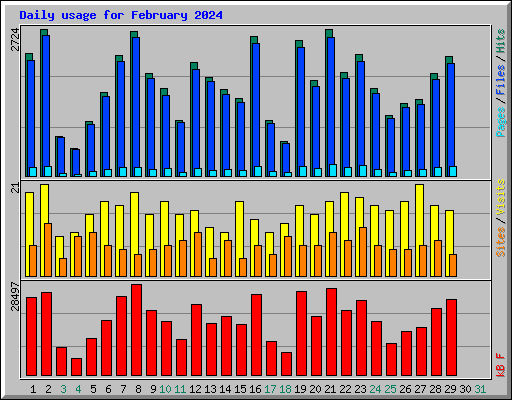 Daily usage for February 2024
2724
Pages / Files / Hits
21
Sites / Visits
28497
kB F
1 2 3 4 5 6 7 8 9 10 11 12 13 14 15 16 17 18 19 20 21 22 23 24 25 26 27 28 29 30 31